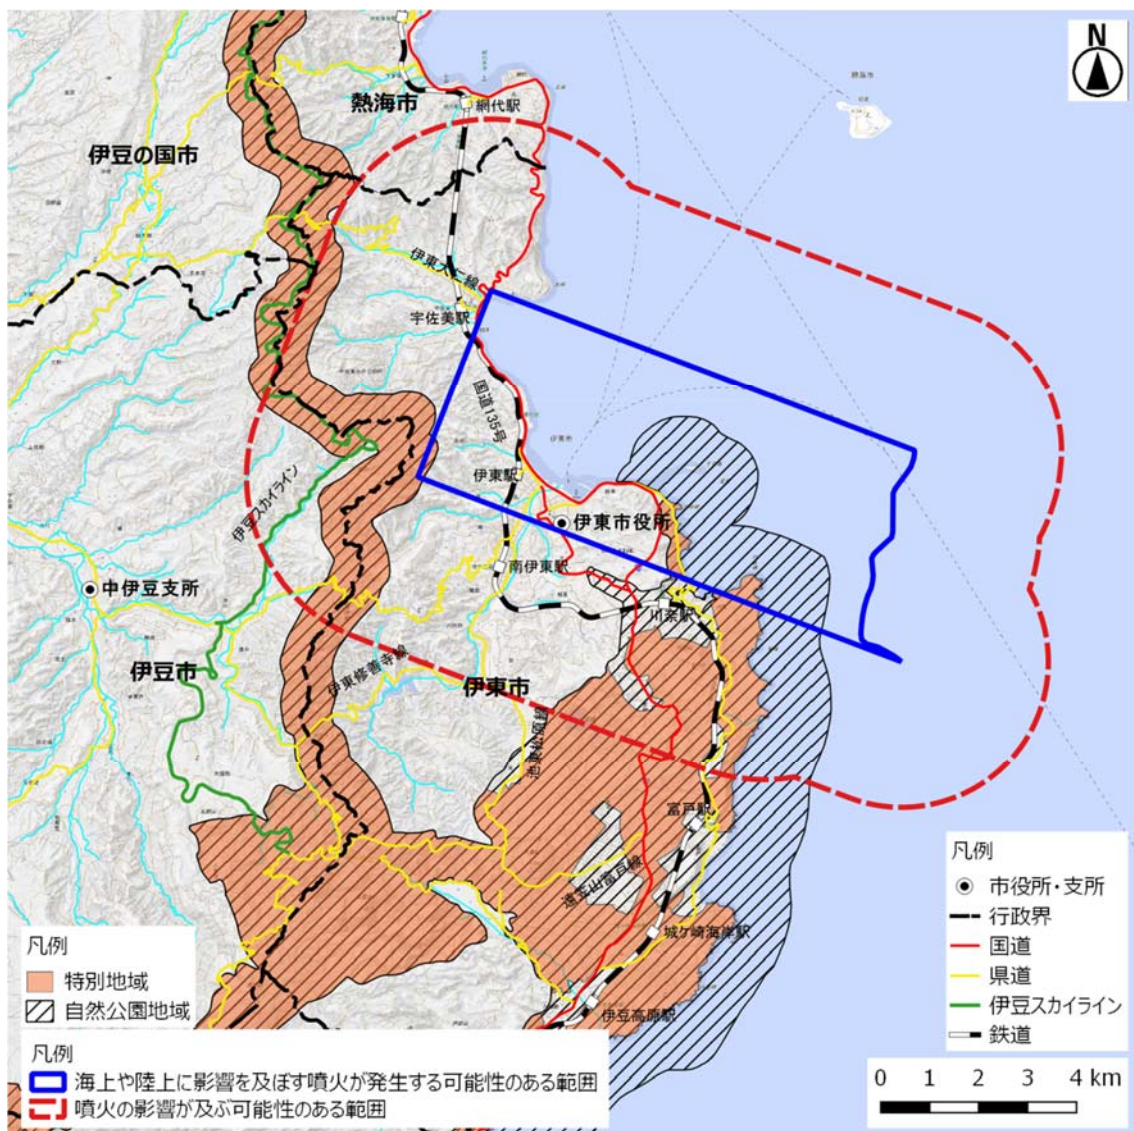 N
熱海市
網代駅
伊豆の国市
伊東大仁線
宇佐美駅
国道135号
伊東駅
伊豆スカイライン
伊東市役所
南伊東駅
中伊豆支所
川奈駅
伊豆市
伊東修善寺線
伊東市
池東松原線
富戸駅
遠笠山富戸線
城ケ崎海岸駅
伊豆高原駅
凡例
市役所・支所
行政界
国道
県道
伊豆スカイライン
鉄道
凡例
特別地域
自然公園地域
凡例
海上や陸上に影響を及ぼす噴火が発生する可能性のある範囲
噴火の影響が及ぶ可能性のある範囲
0 1 2 3 4 km